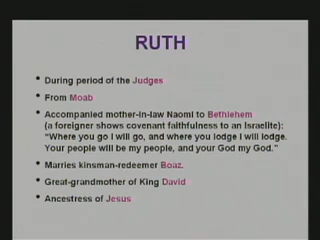 RUTH
• During period of the Judges
• From Moab
• Accompanied mother-in-law Naomi to Bethlehem
(a foreigner shows covenant faithfulness to an Israelite):
“Where you go I will go, and where you lodge I will lodge.
Your people will be my people, and your God my God.”
• Marries kinsman-redeemer Boaz.
• Great-grandmother of King David
• Ancestress of Jesus